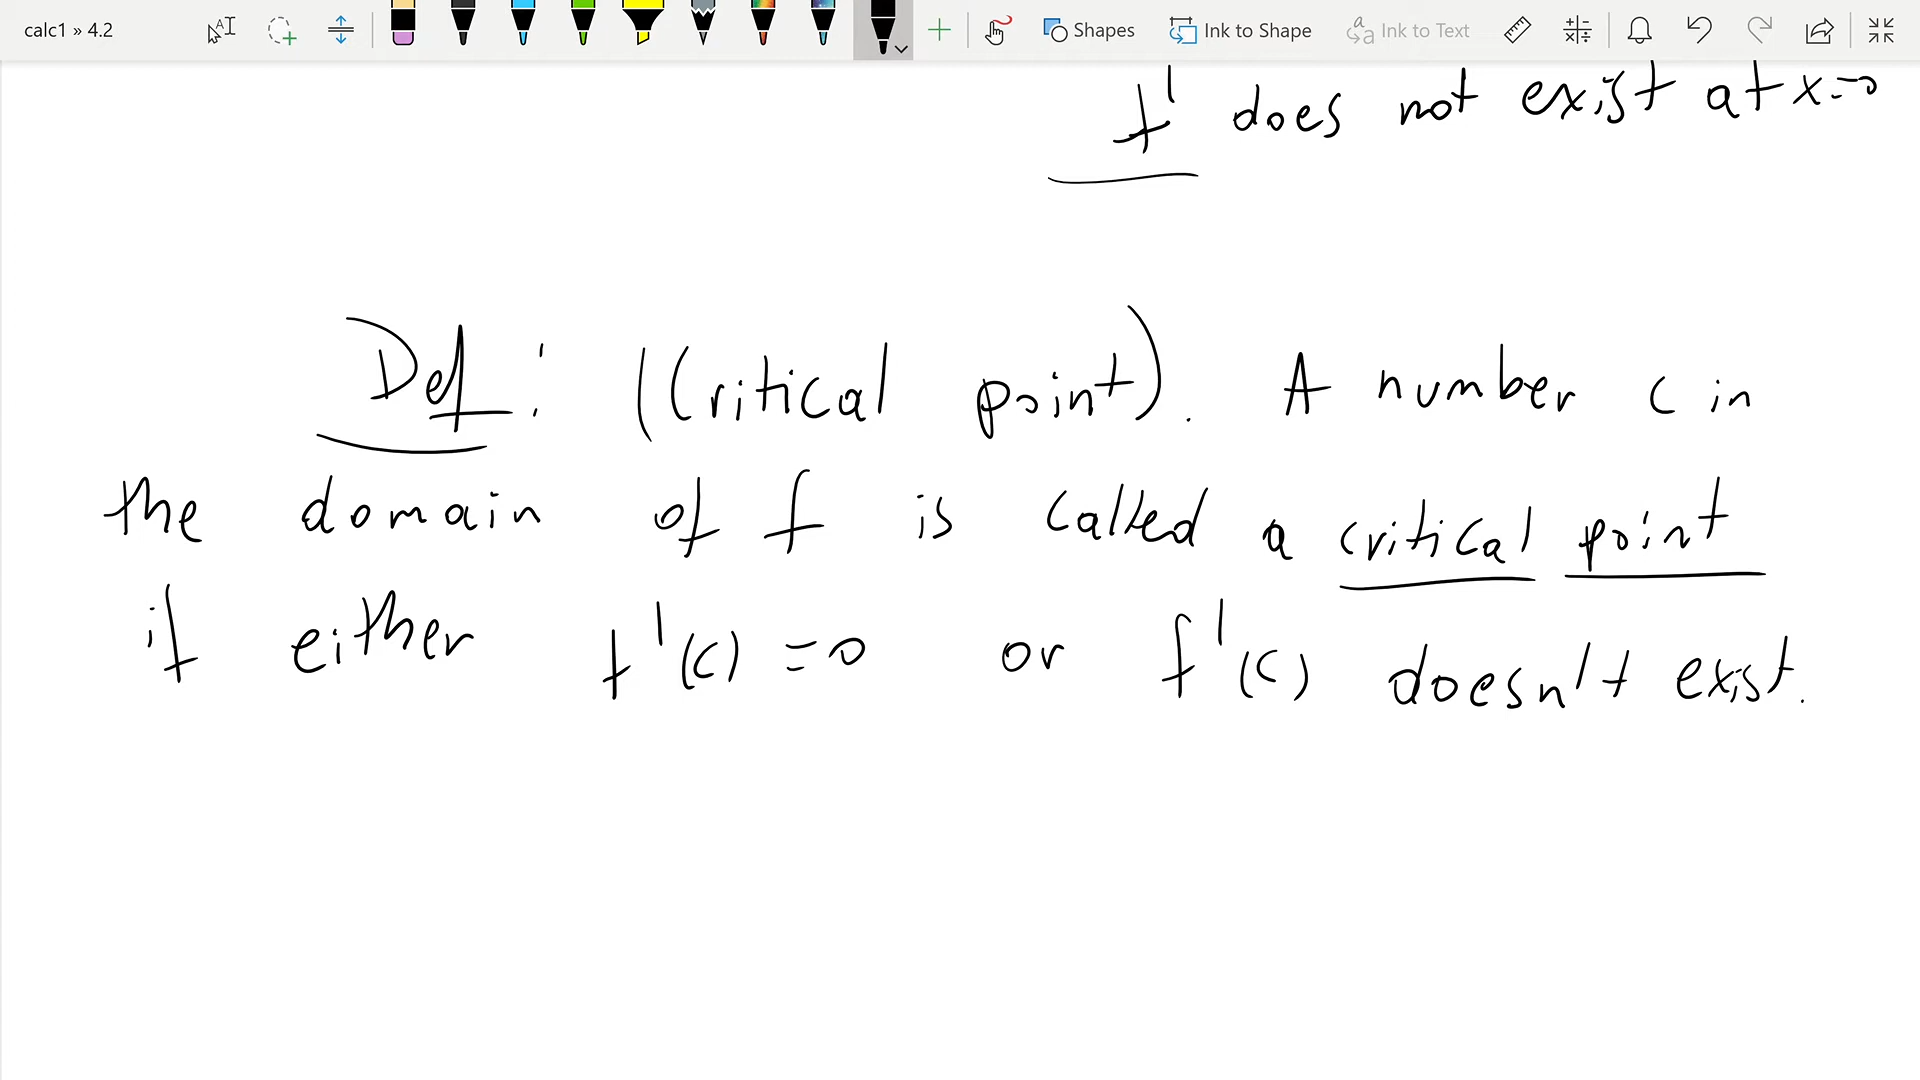 calc1 » 4.2 Shapes Ink to Shape Ink to Text
f' does not exist at x=0
Def: (Critical point). A number c in
the domain of f is called a critical point
if either f'(c) = 0 or f'(c) doesn't exist.